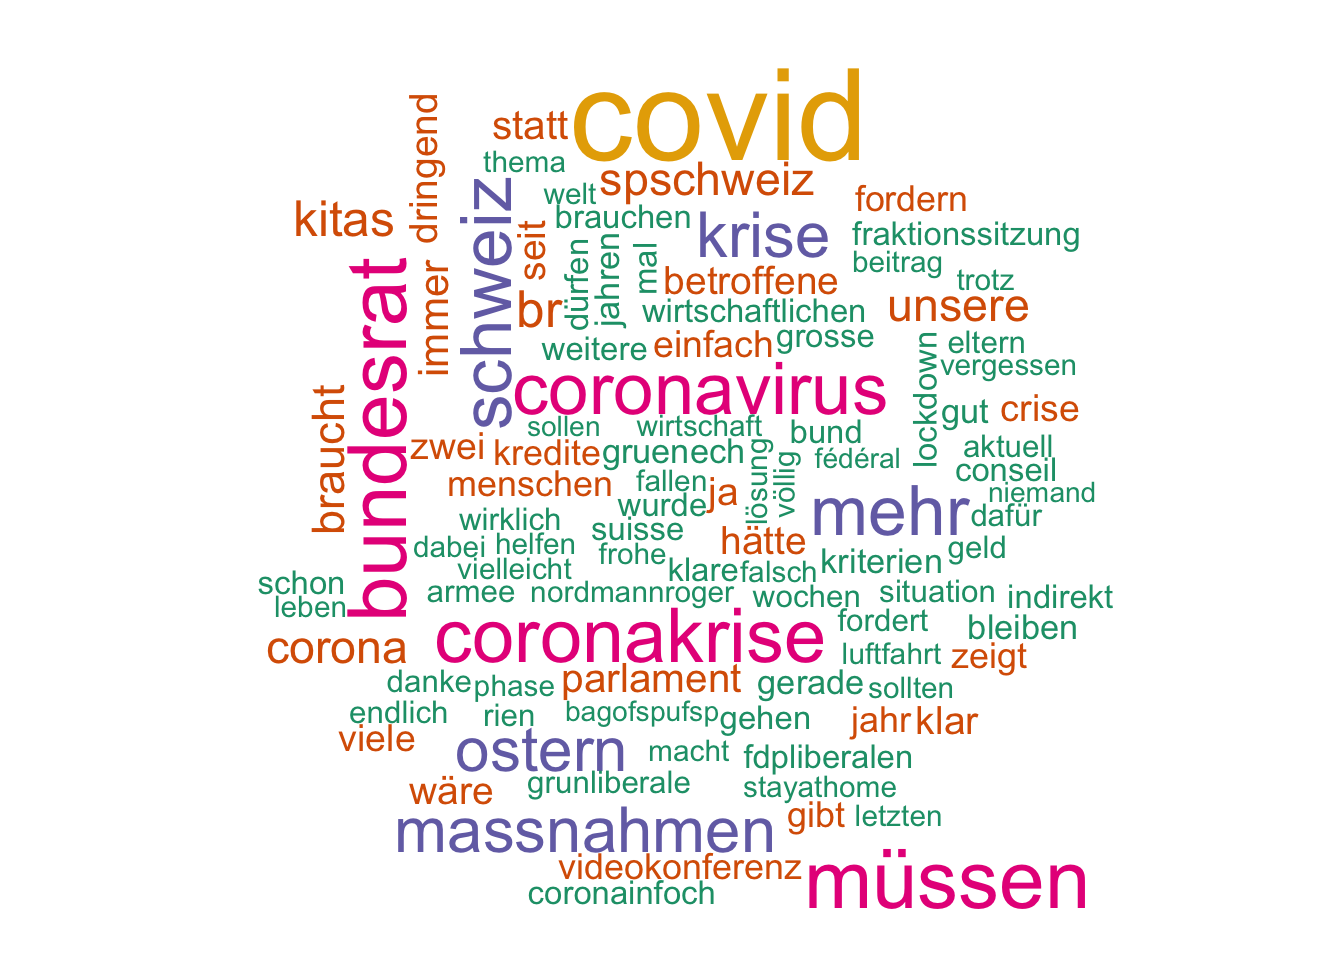 covid
statt
dringend
thema
spschweiz
welt
fordern
kitas
schweiz
brauchen
krise
fraktionssitzung
seit
dürfen
jahren
mal
beitrag
betroffene
trotz
bundesrat
immer
br
wirtschaftlichen
unsere
weitere
einfach
grosse
lockdown
eltern
vergessen
coronavirus
braucht
gut
crise
sollen
wirtschaft
bund
zwei
kredite
gruenech
lösung
völlig
fédéral
aktuell
conseil
menschen
fallen
ja
niemand
wurde
mehr
dafür
wirklich
suisse
hätte
dabei
helfen
frohe
geld
vielleicht
klare
falsch
kriterien
schon
armee
nordmannroger
wochen
situation
indirekt
leben
fordert
bleiben
corona
coronakrise
luftfahrt
zeigt
danke
phase
parlament
gerade
sollten
endlich
rien
bagofspufsp
gehen
jahr
klar
viele
ostern
macht
fdpliberalen
wäre
grunliberale
stayathome
massnahmen
gibt
letzten
videokonferenz
müssen
coronainfoch